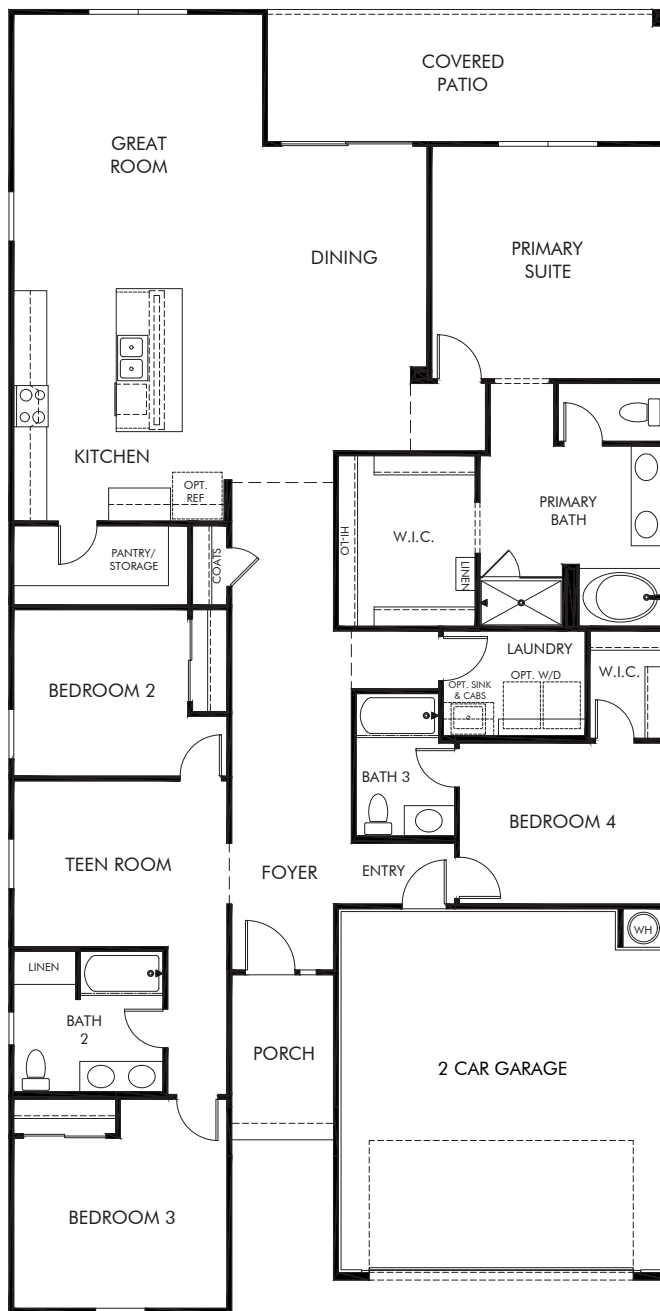 COVERED
PATIO
GREAT
ROOM
DINING
PRIMARY
SUITE
KITCHEN
OPT.
REF
HI-LO
W.I.C.
LINEN
PRIMARY
BATH
PANTRY/
STORAGE
COATS
LAUNDRY
OPT. W/D
OPT. SINK
& CABS
W.I.C.
BEDROOM 2
BATH 3
BEDROOM 4
TEEN ROOM
FOYER
ENTRY
WH
LINEN
BATH
2
PORCH
2 CAR GARAGE
BEDROOM 3